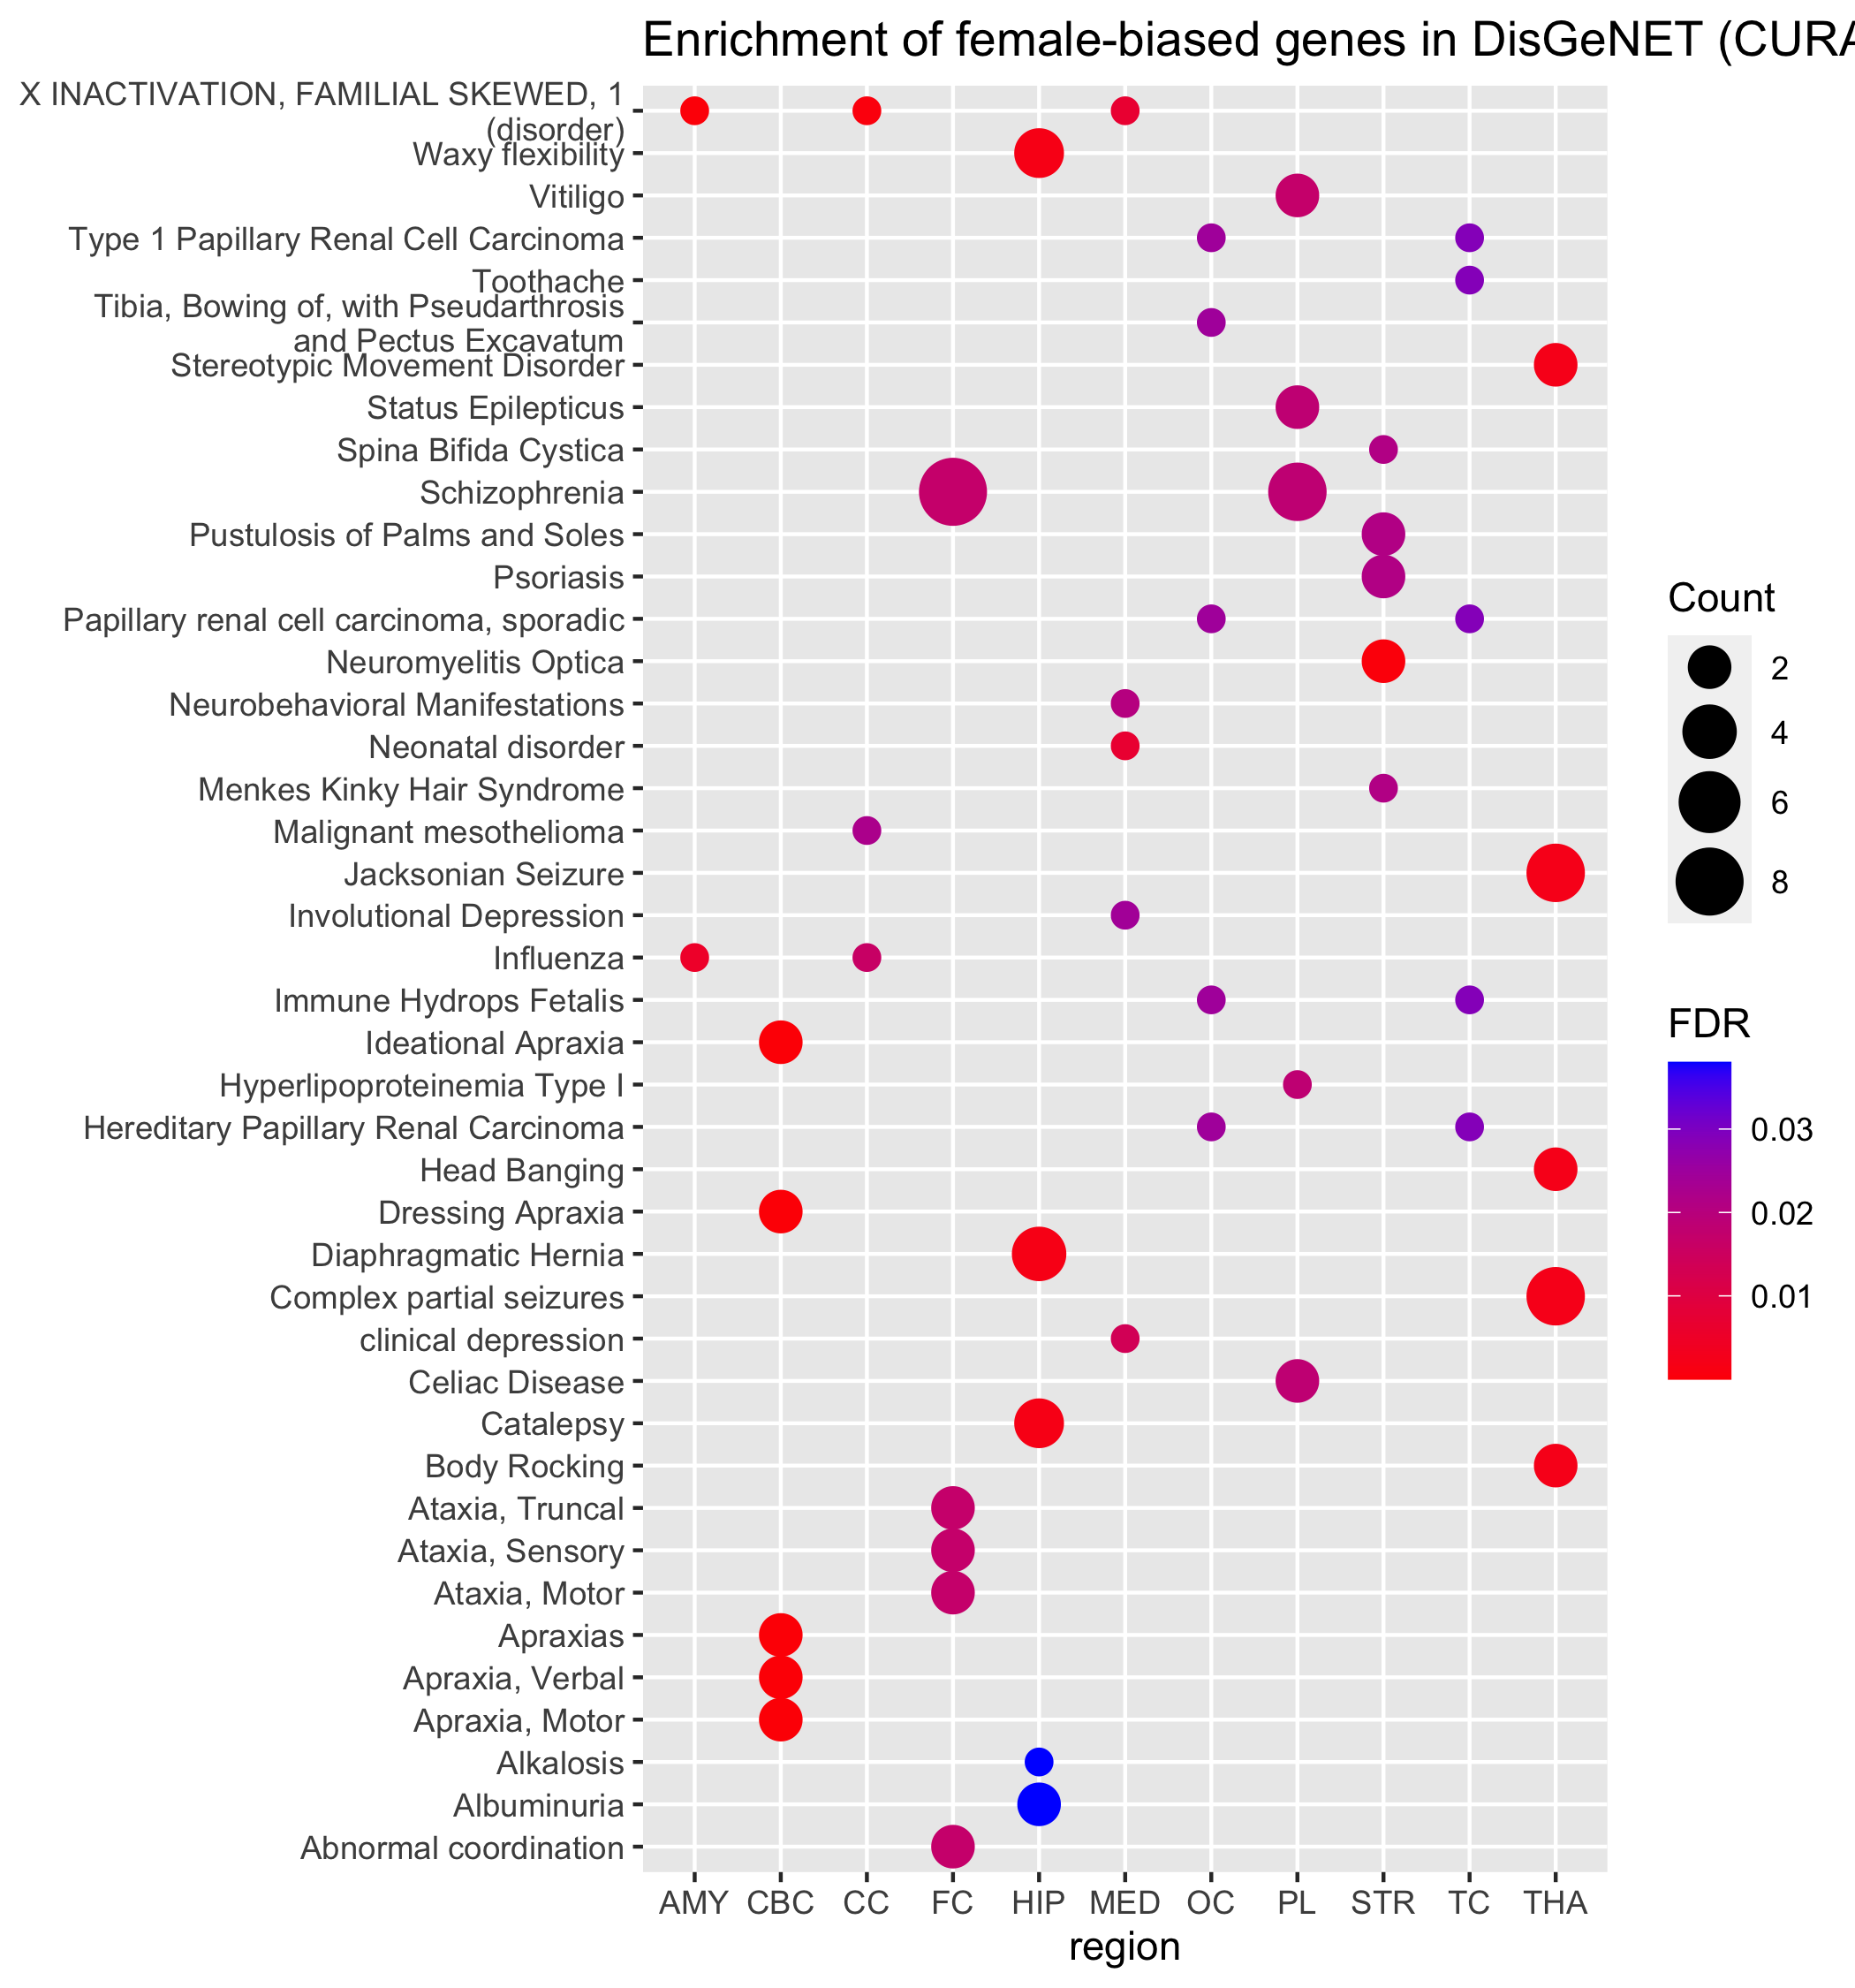 Enrichment of female-biased genes in DisGeNET (CURA
X INACTIVATION, FAMILIAL SKEWED, 1
(disorder)
Waxy flexibility
Vitiligo
Type 1 Papillary Renal Cell Carcinoma
Toothache
Tibia, Bowing of, with Pseudarthrosis
and Pectus Excavatum
Stereotypic Movement Disorder
Status Epilepticus
Spina Bifida Cystica
Schizophrenia
Pustulosis of Palms and Soles
Psoriasis
Papillary renal cell carcinoma, sporadic
Neuromyelitis Optica
Neurobehavioral Manifestations
Neonatal disorder
Menkes Kinky Hair Syndrome
Malignant mesothelioma
Jacksonian Seizure
Involutional Depression
Influenza
Immune Hydrops Fetalis
Ideational Apraxia
Hyperlipoproteinemia Type I
Hereditary Papillary Renal Carcinoma
Head Banging
Dressing Apraxia
Diaphragmatic Hernia
Complex partial seizures
clinical depression
Celiac Disease
Catalepsy
Body Rocking
Ataxia, Truncal
Ataxia, Sensory
Ataxia, Motor
Apraxias
Apraxia, Verbal
Apraxia, Motor
Alkalosis
Albuminuria
Abnormal coordination
AMY CBC CC FC HIP MED OC PL STR TC THA
region
Count
2
4
6
8
FDR
0.03
0.02
0.01